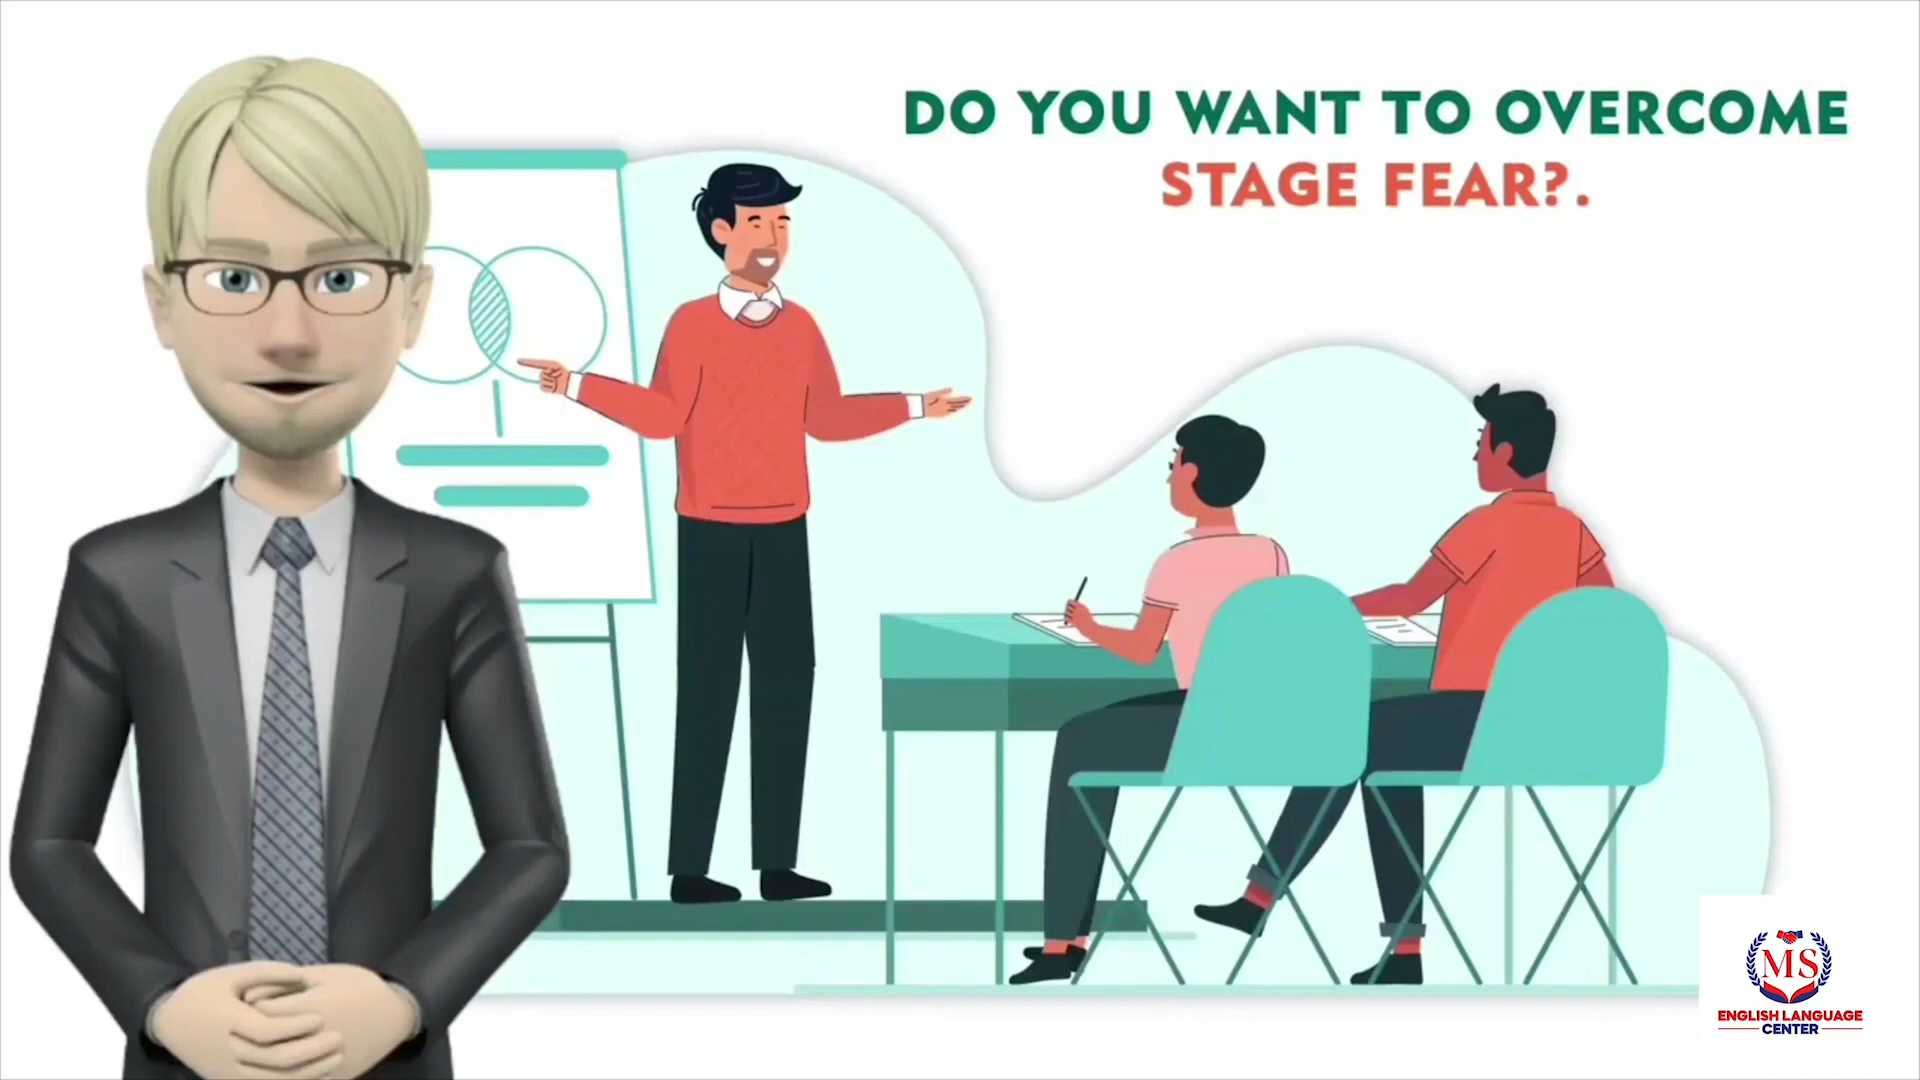 DO YOU WANT TO OVERCOME
STAGE FEAR?.
MS
ENGLISH LANGUAGE
CENTER